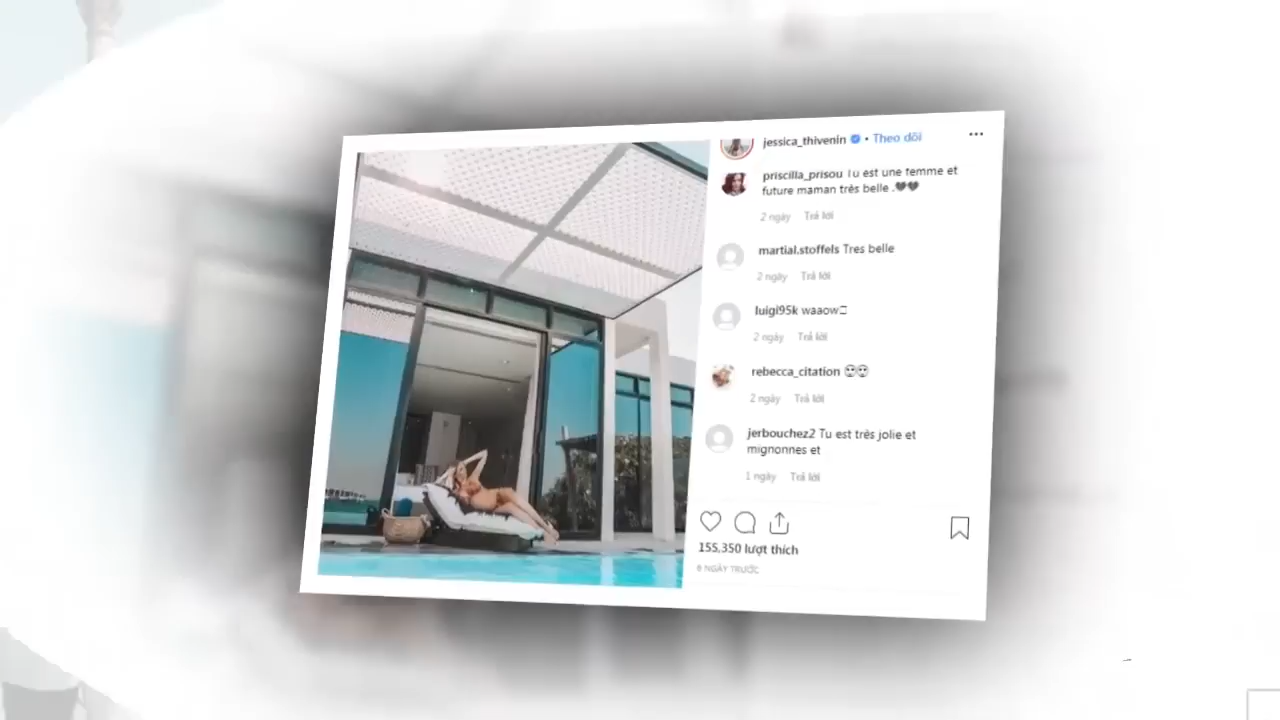 jessica_thivenin • Theo dõi
priscilla_prisou Tu est une femme et
future maman très belle .🖤🖤
2 ngày Trả lời
martial.stoffels Tres belle
2 ngày Trả lời
luigi95k waaow
2 ngày Trả lời
rebecca_citation 😍😍
2 ngày Trả lời
jerbouchez2 Tu est très jolie et
mignonnes et
1 ngày Trả lời
155,350 lượt thích
6 NGÀY TRƯỚC